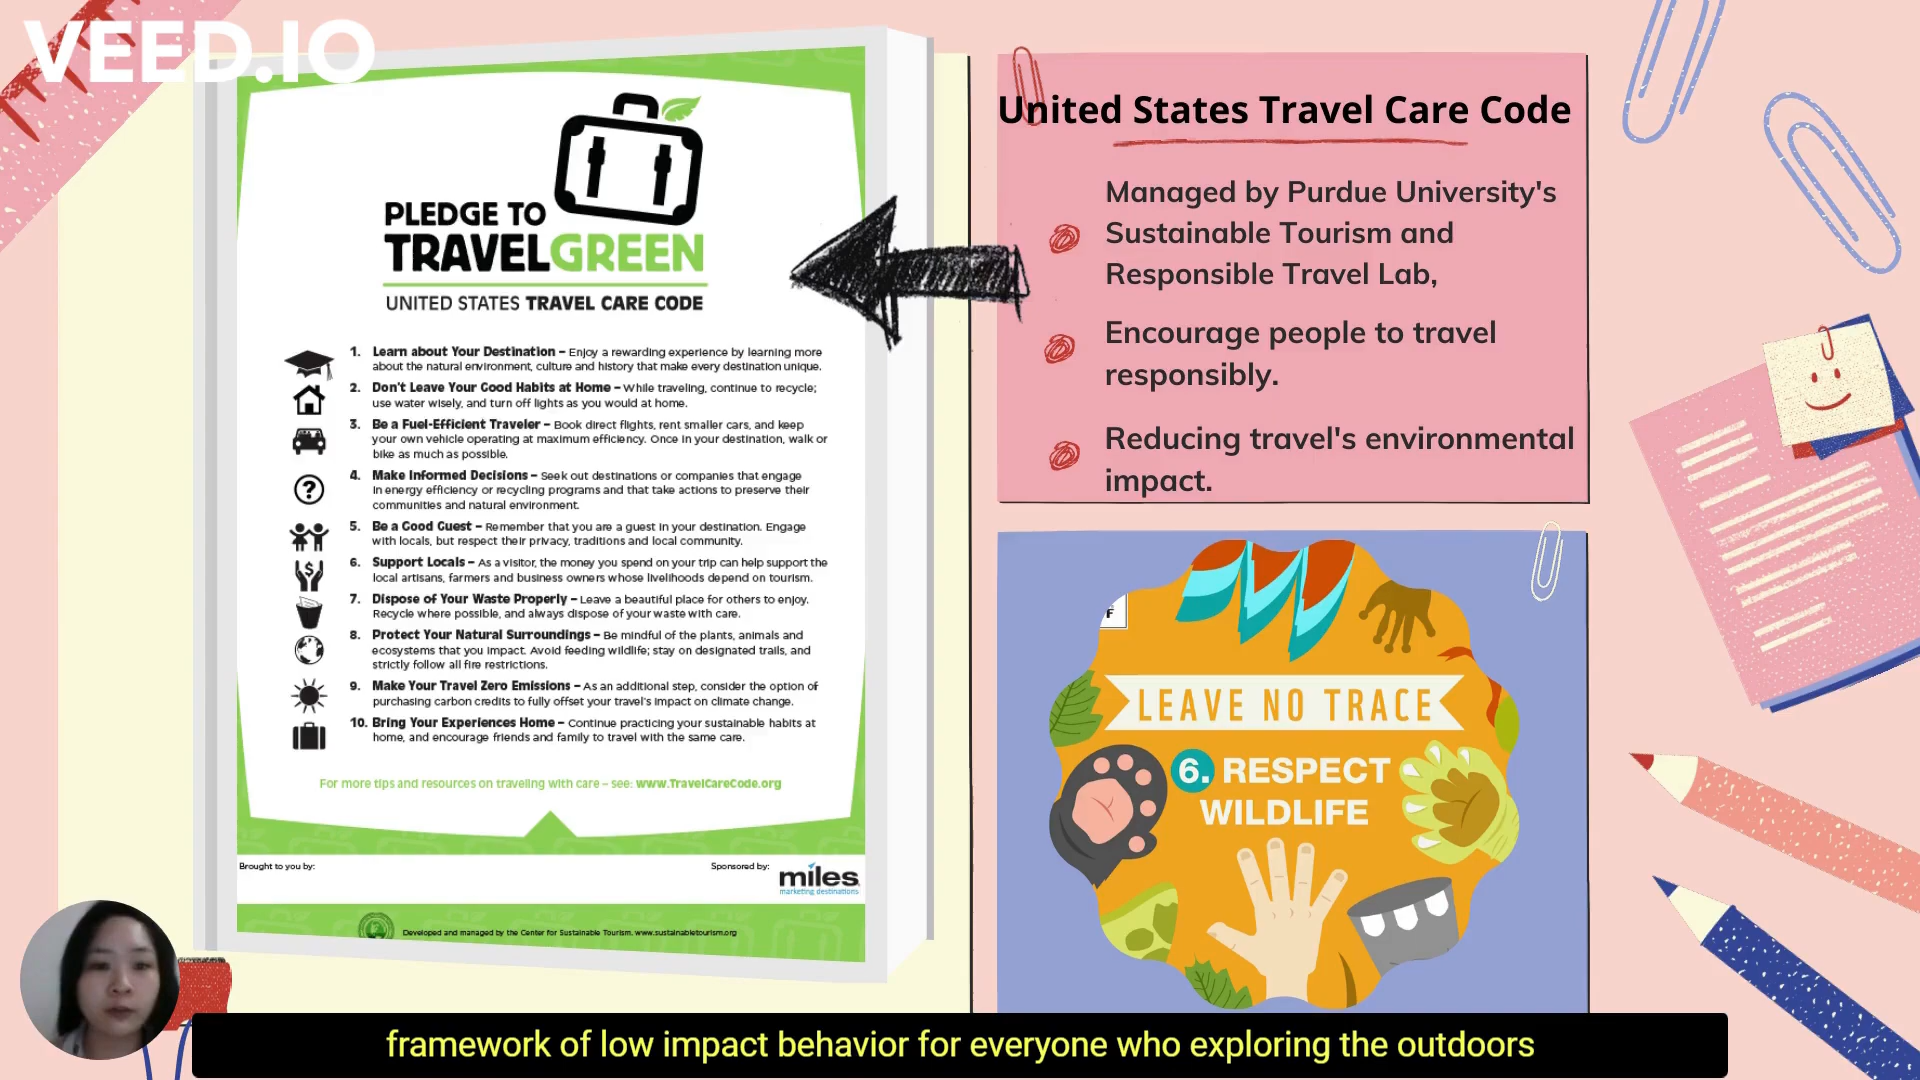 VEED.IO
PLEDGE TO
TRAVELGREEN
UNITED STATES TRAVEL CARE CODE
1. Learn about Your Destination – Enjoy a rewarding experience by learning more
about the natural environment, culture and history that make every destination unique.
2. Don't Leave Your Good Habits at Home – While traveling, continue to recycle;
use water wisely, and turn off lights as you would at home.
3. Be a Fuel-Efficient Traveler – Book direct flights, rent smaller cars, and keep
your own vehicle operating at maximum efficiency. Once in your destination, walk or
bike as much as possible.
4. Make Informed Decisions – Seek out destinations or companies that engage
in energy efficiency or recycling programs and that take actions to preserve their
communities and natural environment.
5. Be a Good Guest – Remember that you are a guest in your destination. Engage
with locals, but respect their privacy, traditions and local community.
6. Support Locals – As a visitor, the money you spend on your trip can help support the
local artisans, farmers and business owners whose livelihoods depend on tourism.
7. Dispose of Your Waste Properly – Leave a beautiful place for others to enjoy.
Recycle where possible, and always dispose of your waste with care.
8. Protect Your Natural Surroundings – Be mindful of the plants, animals and
ecosystems that you impact. Avoid feeding wildlife; stay on designated trails, and
strictly follow all fire restrictions.
9. Make Your Travel Zero Emissions – As an additional step, consider the option of
purchasing carbon credits to fully offset your travel's impact on climate change.
10. Bring Your Experiences Home – Continue practicing your sustainable habits at
home, and encourage friends and family to travel with the same care.
For more tips and resources on traveling with care – see: www.TravelCareCode.org
Brought to you by:
Sponsored by:
miles
marketing destinations
Developed and managed by the Center for Sustainable Tourism. www.sustainabletourism.org
United States Travel Care Code
Managed by Purdue University's
Sustainable Tourism and
Responsible Travel Lab,
Encourage people to travel
responsibly.
Reducing travel's environmental
impact.
F
LEAVE NO TRACE
6. RESPECT
WILDLIFE
framework of low impact behavior for everyone who exploring the outdoors